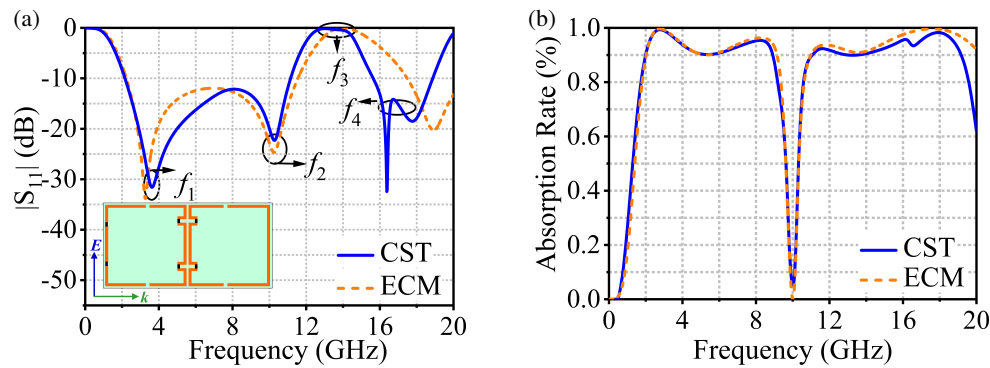 (a)
|S11| (dB)
0
-10
-20
-30
-40
-50
f1
f2
f3
f4
E
k
CST
ECM
0 4 8 12 16 20
Frequency (GHz)
(b)
Absorption Rate (%)
1.0
0.8
0.6
0.4
0.2
0.0
CST
ECM
0 4 8 12 16 20
Frequency (GHz)